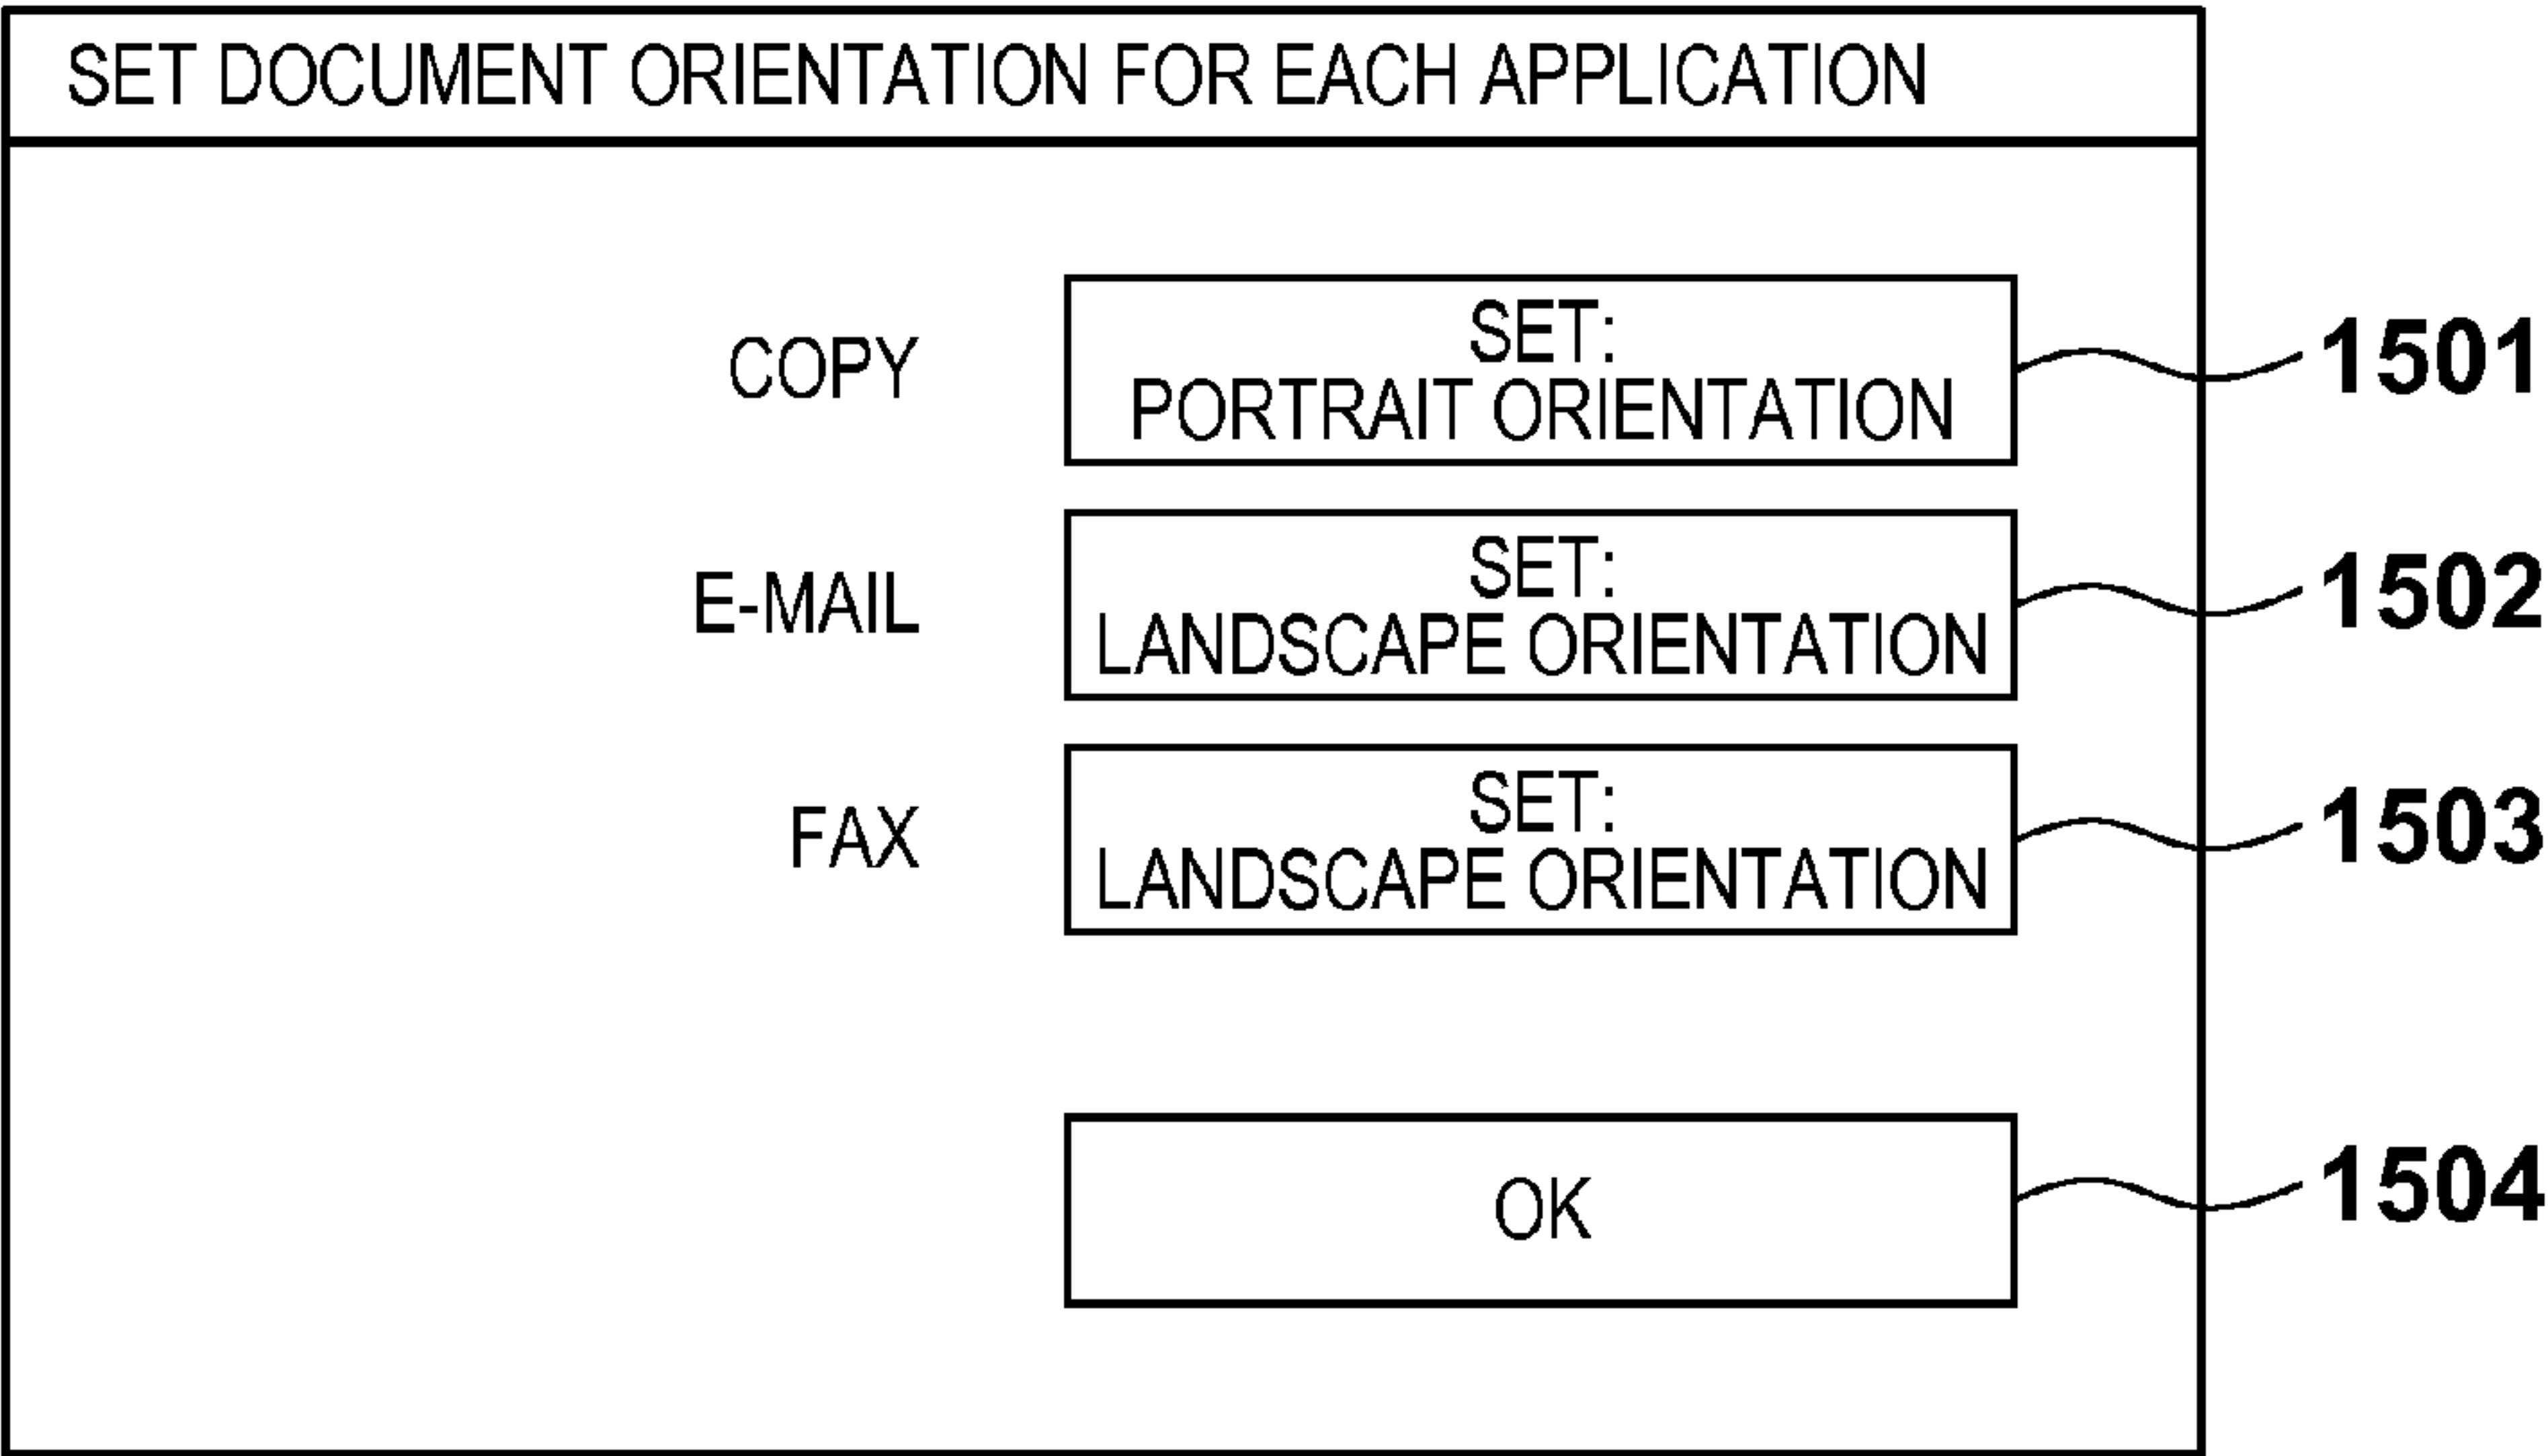 SET DOCUMENT ORIENTATION FOR EACH APPLICATION
COPY
SET:
PORTRAIT ORIENTATION
1501
E-MAIL
SET:
LANDSCAPE ORIENTATION
1502
FAX
SET:
LANDSCAPE ORIENTATION
1503
OK
1504